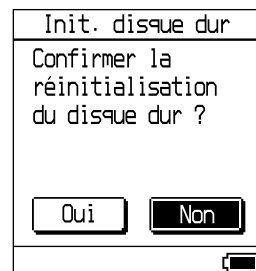 Init. disque dur
Confirmer la
réinitialisation
du disque dur ?
Oui Non